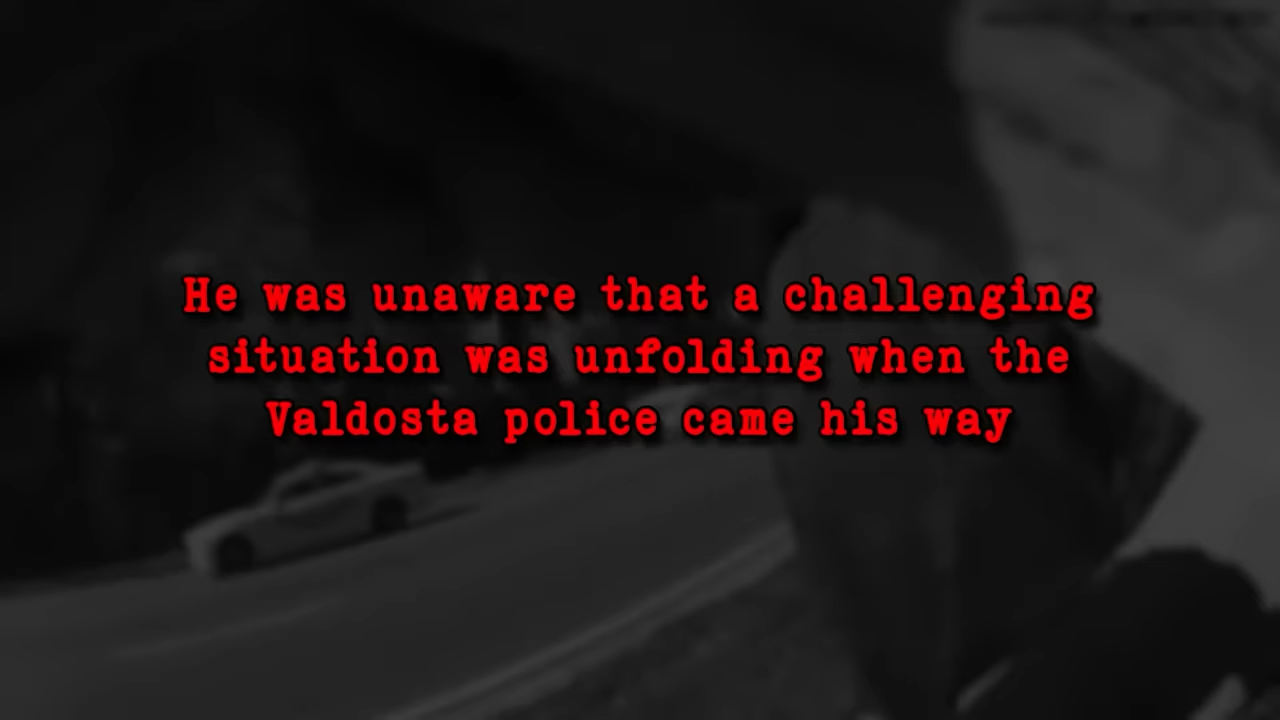 He was unaware that a challenging
situation was unfolding when the
Valdosta police came his way